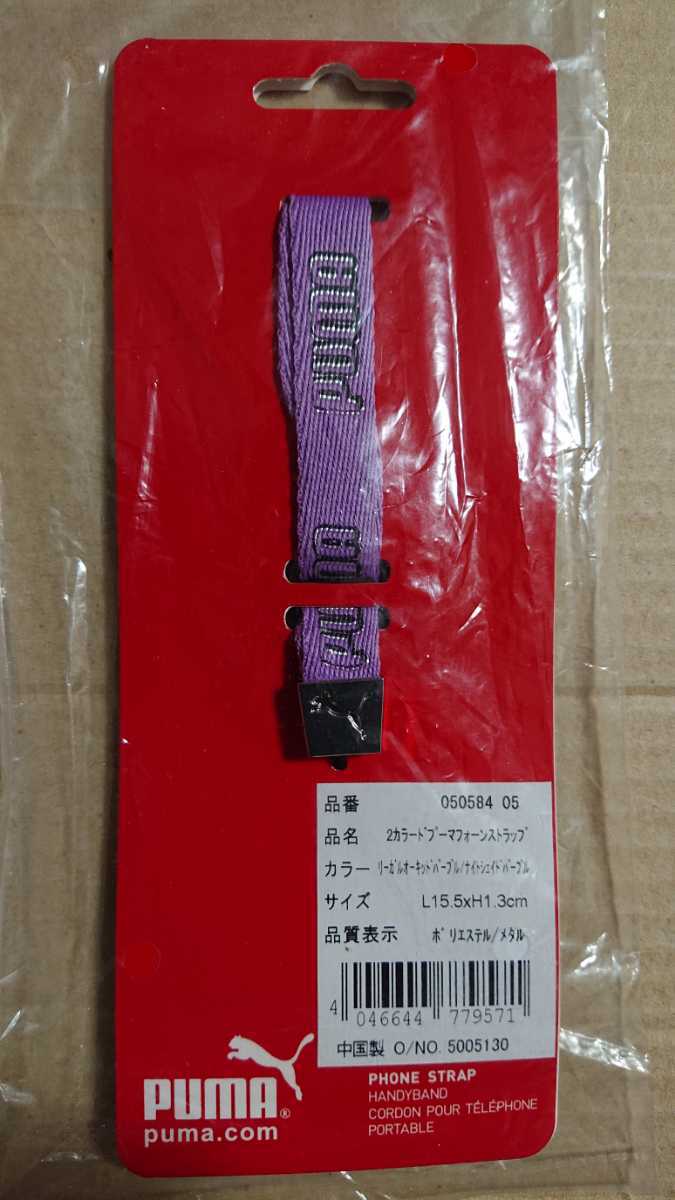 PUMA
PUMA
PUMA
品番 050584 05
品名 2ｶﾗｰﾄﾞﾌﾟｰﾏﾌｫｰﾝｽﾄﾗｯﾌﾟ
カラー ﾘｰｶﾞﾙｵｰｷｯﾄﾞﾊﾟｰﾌﾟﾙ/ﾅｲﾄｼｪｲﾄﾞﾊﾟｰﾌﾟﾙ
サイズ L15.5xH1.3cm
品質表示 ﾎﾟﾘｴｽﾃﾙ/ﾒﾀﾙ
4 046644 779571
中国製 O/NO. 5005130
PUMA®
puma.com
PHONE STRAP
HANDYBAND
CORDON POUR TÉLÉPHONE
PORTABLE